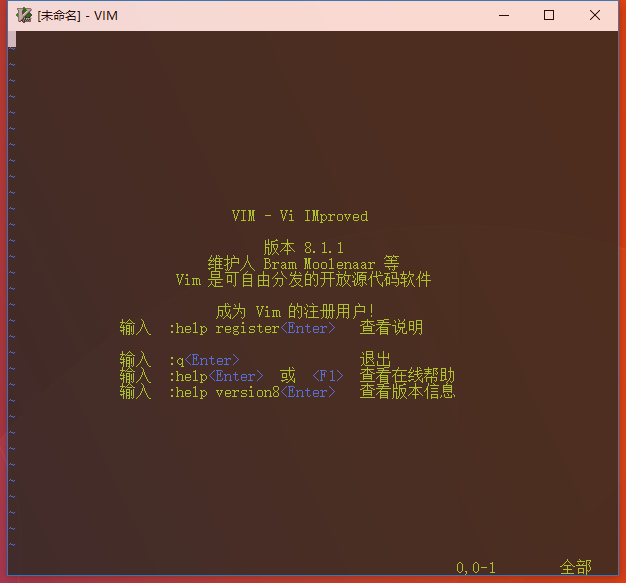 [未命名] - VIM
VIM - Vi IMproved
版本 8.1.1
维护人 Bram Moolenaar 等
Vim 是可自由分发的开放源代码软件
成为 Vim 的注册用户!
输入 :help register<Enter> 查看说明
输入 :q<Enter> 退出
输入 :help<Enter> 或 <F1> 查看在线帮助
输入 :help version8<Enter> 查看版本信息
0,0-1 全部